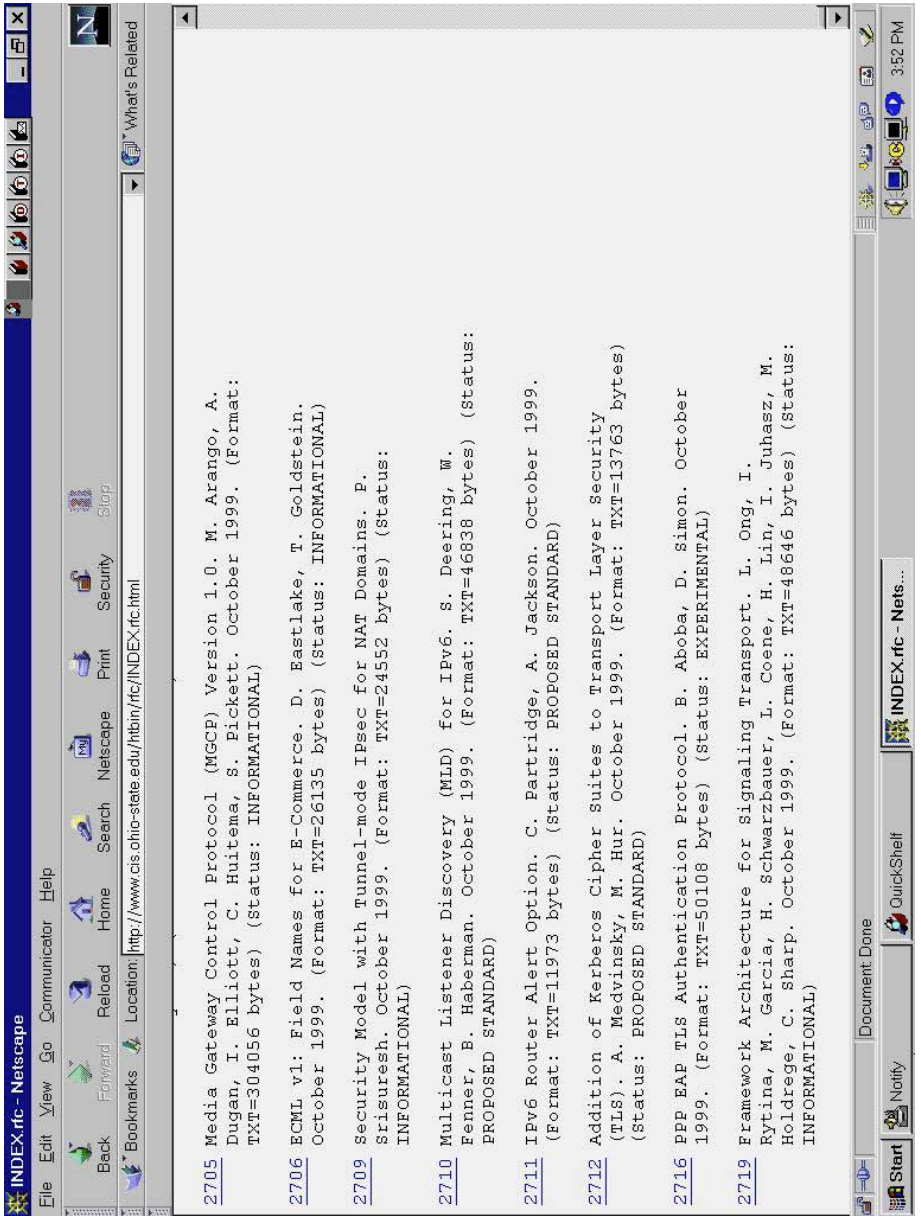 INDEX.rfc - Netscape
File Edit View Go Communicator Help
Back Forward Reload Home Search Netscape Print Security Stop
Bookmarks Location: http://www.cis.ohio-state.edu/htbin/rfc/INDEX.rfc.html What's Related
2705 Media Gateway Control Protocol (MGCP) Version 1.0. M. Arango, A.
Dugan, I. Elliott, C. Huitema, S. Pickett. October 1999. (Format:
TXT=304056 bytes) (Status: INFORMATIONAL)
2706 ECML v1: Field Names for E-Commerce. D. Eastlake, T. Goldstein.
October 1999. (Format: TXT=26135 bytes) (Status: INFORMATIONAL)
2709 Security Model with Tunnel-mode IPsec for NAT Domains. P.
Srisuresh. October 1999. (Format: TXT=24552 bytes) (Status:
INFORMATIONAL)
2710 Multicast Listener Discovery (MLD) for IPv6. S. Deering, W.
Fenner, B. Haberman. October 1999. (Format: TXT=46838 bytes) (Status:
PROPOSED STANDARD)
2711 IPv6 Router Alert Option. C. Partridge, A. Jackson. October 1999.
(Format: TXT=11973 bytes) (Status: PROPOSED STANDARD)
2712 Addition of Kerberos Cipher Suites to Transport Layer Security
(TLS). A. Medvinsky, M. Hur. October 1999. (Format: TXT=13763 bytes)
(Status: PROPOSED STANDARD)
2716 PPP EAP TLS Authentication Protocol. B. Aboba, D. Simon. October
1999. (Format: TXT=50108 bytes) (Status: EXPERIMENTAL)
2719 Framework Architecture for Signaling Transport. L. Ong, I.
Rytina, M. Garcia, H. Schwarzbauer, L. Coene, H. Lin, I. Juhasz, M.
Holdrege, C. Sharp. October 1999. (Format: TXT=48646 bytes) (Status:
INFORMATIONAL)
Document Done
Start Notify QuickShelf INDEX.rfc - Nets... 3:52 PM